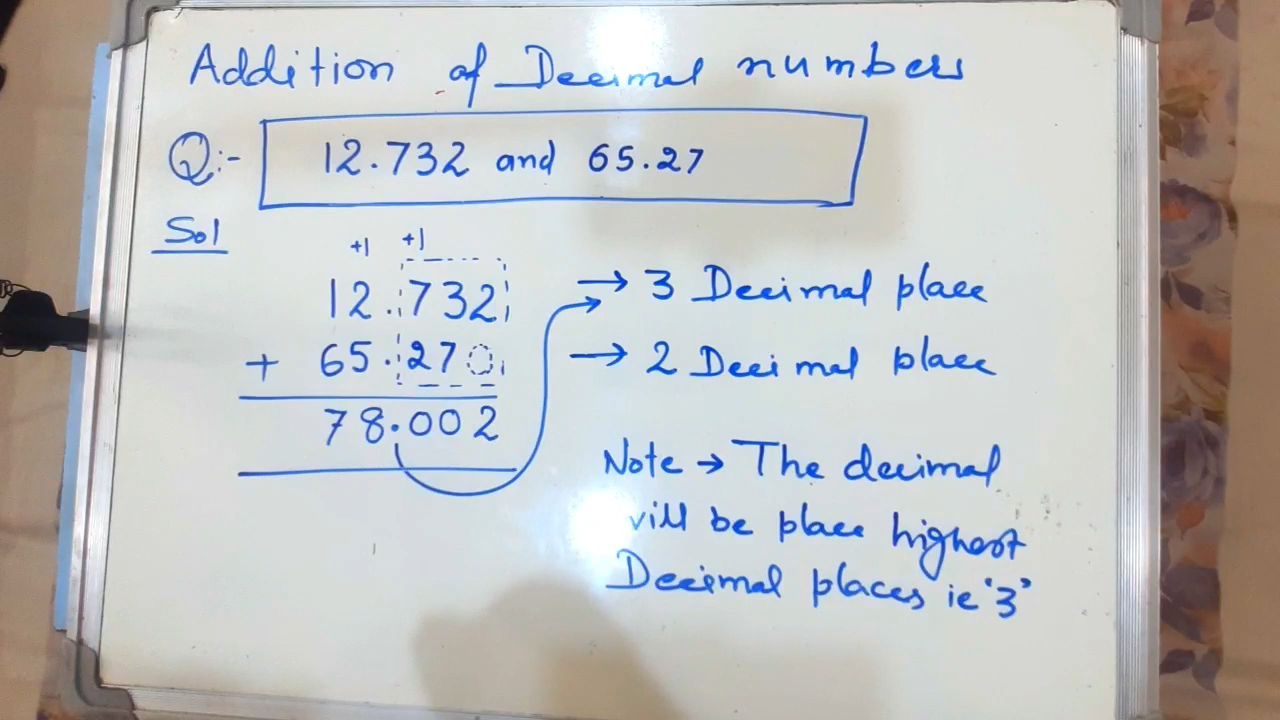 Addition of Decimal numbers
Q:- 12.732 and 65.27
Sol
+1 +1
12.732 → 3 Decimal place
+ 65.270 → 2 Decimal place
78.002
Note → The decimal
will be place highest
Decimal places ie "3"